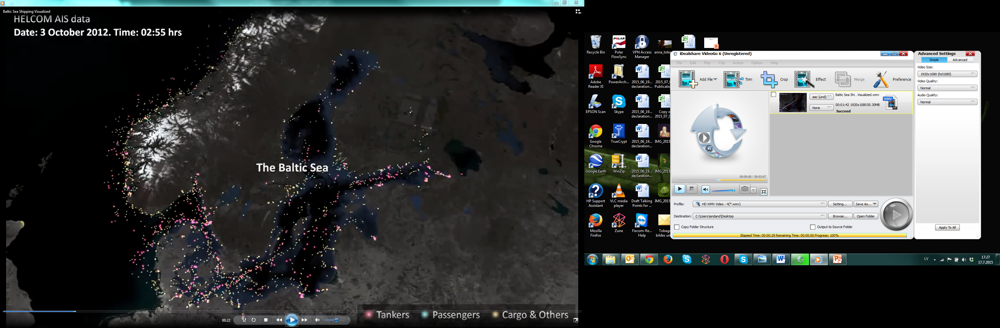 Baltic Sea Shipping Visualized
HELCOM AIS data
Date: 3 October 2012. Time: 02:55 hrs
The Baltic Sea
Tankers
Passengers
Cargo & Others
00:22
Recycle Bin
Polar FlowSync
VPN Access Manager
anna_toba
Adobe Reader XI
PowerArch...
2015_06_19... declaration...
2015_07_0 Publicatio
EPSON Scan
Skype
2015_06_19... declaration...
Copy o 2015_07_0
Google Chrome
TrueCrypt
2015_06_19... declaration...
IMG_2015
Google Earth
WinZip
2015_06_19... declaration...
IMG_2015
HP Support Assistant
VLC media player
Draft Talking Points for ...
IMG_2015
Mozilla Firefox
Zune
Fixcom-Re... Help
Tobag bildes un
iDealshare VideoGo 6 (Unregistered)
File Edit Play Clip Action Option Help
Add File
Trim
Crop
Effect
Merge
Preference
aac (und)
Baltic Sea Shi...Visualized.wmv
None
00:01:42 1920x1080 50.30MB
Succeed
WMV
HD
00:00:00 / 00:03:07
Profile:
HD WMV Video - 4(*.wmv)
Setting...
Save As...
Destination:
C:\Users\andand\Desktop
Browse...
Open Folder
Copy Folder Structure
Output to Source Folder
Elapsed Time: 00:00:29 Remaining Time: 00:00:00 Progress: 100%
Advanced Settings
Simple
Advanced
Video Size:
1920x1080 (hd1080)
Video Quality:
Normal
Audio Quality:
Normal
Apply To All
LV
17:27
17.7.2015